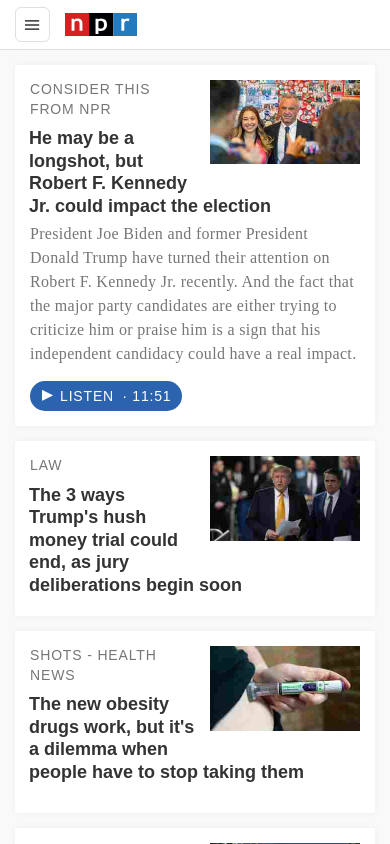 npr
CONSIDER THIS
FROM NPR
He may be a
longshot, but
Robert F. Kennedy
Jr. could impact the election
President Joe Biden and former President
Donald Trump have turned their attention on
Robert F. Kennedy Jr. recently. And the fact that
the major party candidates are either trying to
criticize him or praise him is a sign that his
independent candidacy could have a real impact.
LISTEN · 11:51
LAW
The 3 ways
Trump's hush
money trial could
end, as jury
deliberations begin soon
SHOTS - HEALTH
NEWS
The new obesity
drugs work, but it's
a dilemma when
people have to stop taking them